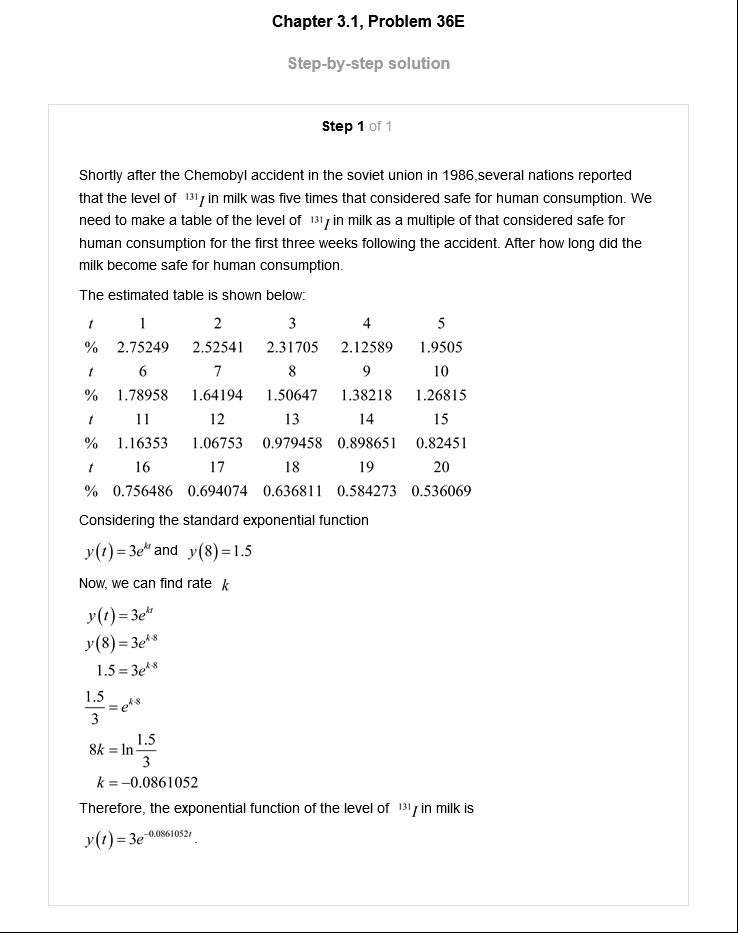 Chapter 3.1, Problem 36E
Step-by-step solution
Step 1 of 1
Shortly after the Chemobyl accident in the soviet union in 1986,several nations reported
that the level of ¹³¹I in milk was five times that considered safe for human consumption. We
need to make a table of the level of ¹³¹I in milk as a multiple of that considered safe for
human consumption for the first three weeks following the accident. After how long did the
milk become safe for human consumption.
The estimated table is shown below:
t 1 2 3 4 5
% 2.75249 2.52541 2.31705 2.12589 1.9505
t 6 7 8 9 10
% 1.78958 1.64194 1.50647 1.38218 1.26815
t 11 12 13 14 15
% 1.16353 1.06753 0.979458 0.898651 0.82451
t 16 17 18 19 20
% 0.756486 0.694074 0.636811 0.584273 0.536069
Considering the standard exponential function
y(t) = 3e^{kt} and y(8) = 1.5
Now, we can find rate k
y(t) = 3e^{kt}
y(8) = 3e^{k·8}
1.5 = 3e^{k·8}
1.5/3 = e^{k·8}
8k = ln 1.5/3
k = −0.0861052
Therefore, the exponential function of the level of ¹³¹I in milk is
y(t) = 3e^{−0.0861052t}.